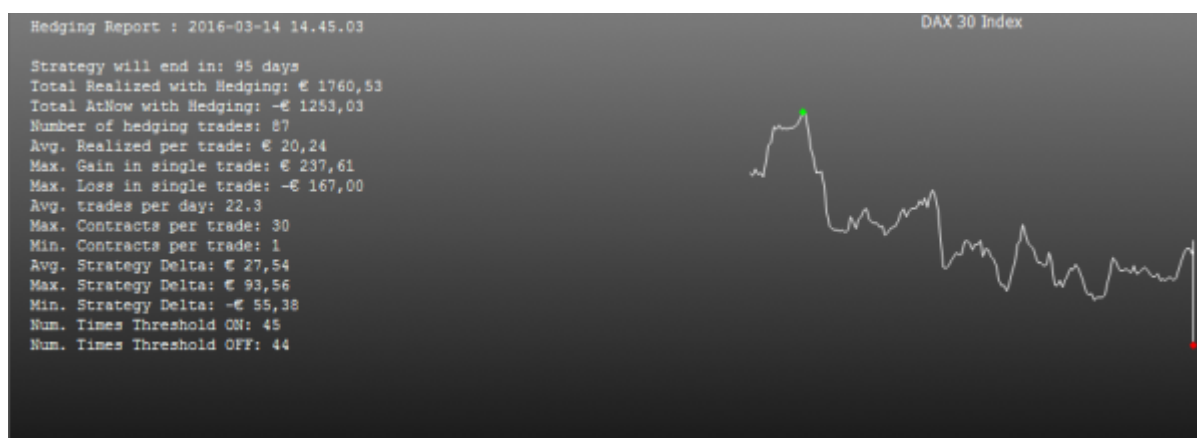 Hedging Report : 2016-03-14 14.45.03
DAX 30 Index
Strategy will end in: 95 days
Total Realized with Hedging: € 1760,53
Total AtNow with Hedging: -€ 1253,03
Number of hedging trades: 87
Avg. Realized per trade: € 20,24
Max. Gain in single trade: € 237,61
Max. Loss in single trade: -€ 167,00
Avg. trades per day: 22.3
Max. Contracts per trade: 30
Min. Contracts per trade: 1
Avg. Strategy Delta: € 27,54
Max. Strategy Delta: € 93,56
Min. Strategy Delta: -€ 55,38
Num. Times Threshold ON: 45
Num. Times Threshold OFF: 44